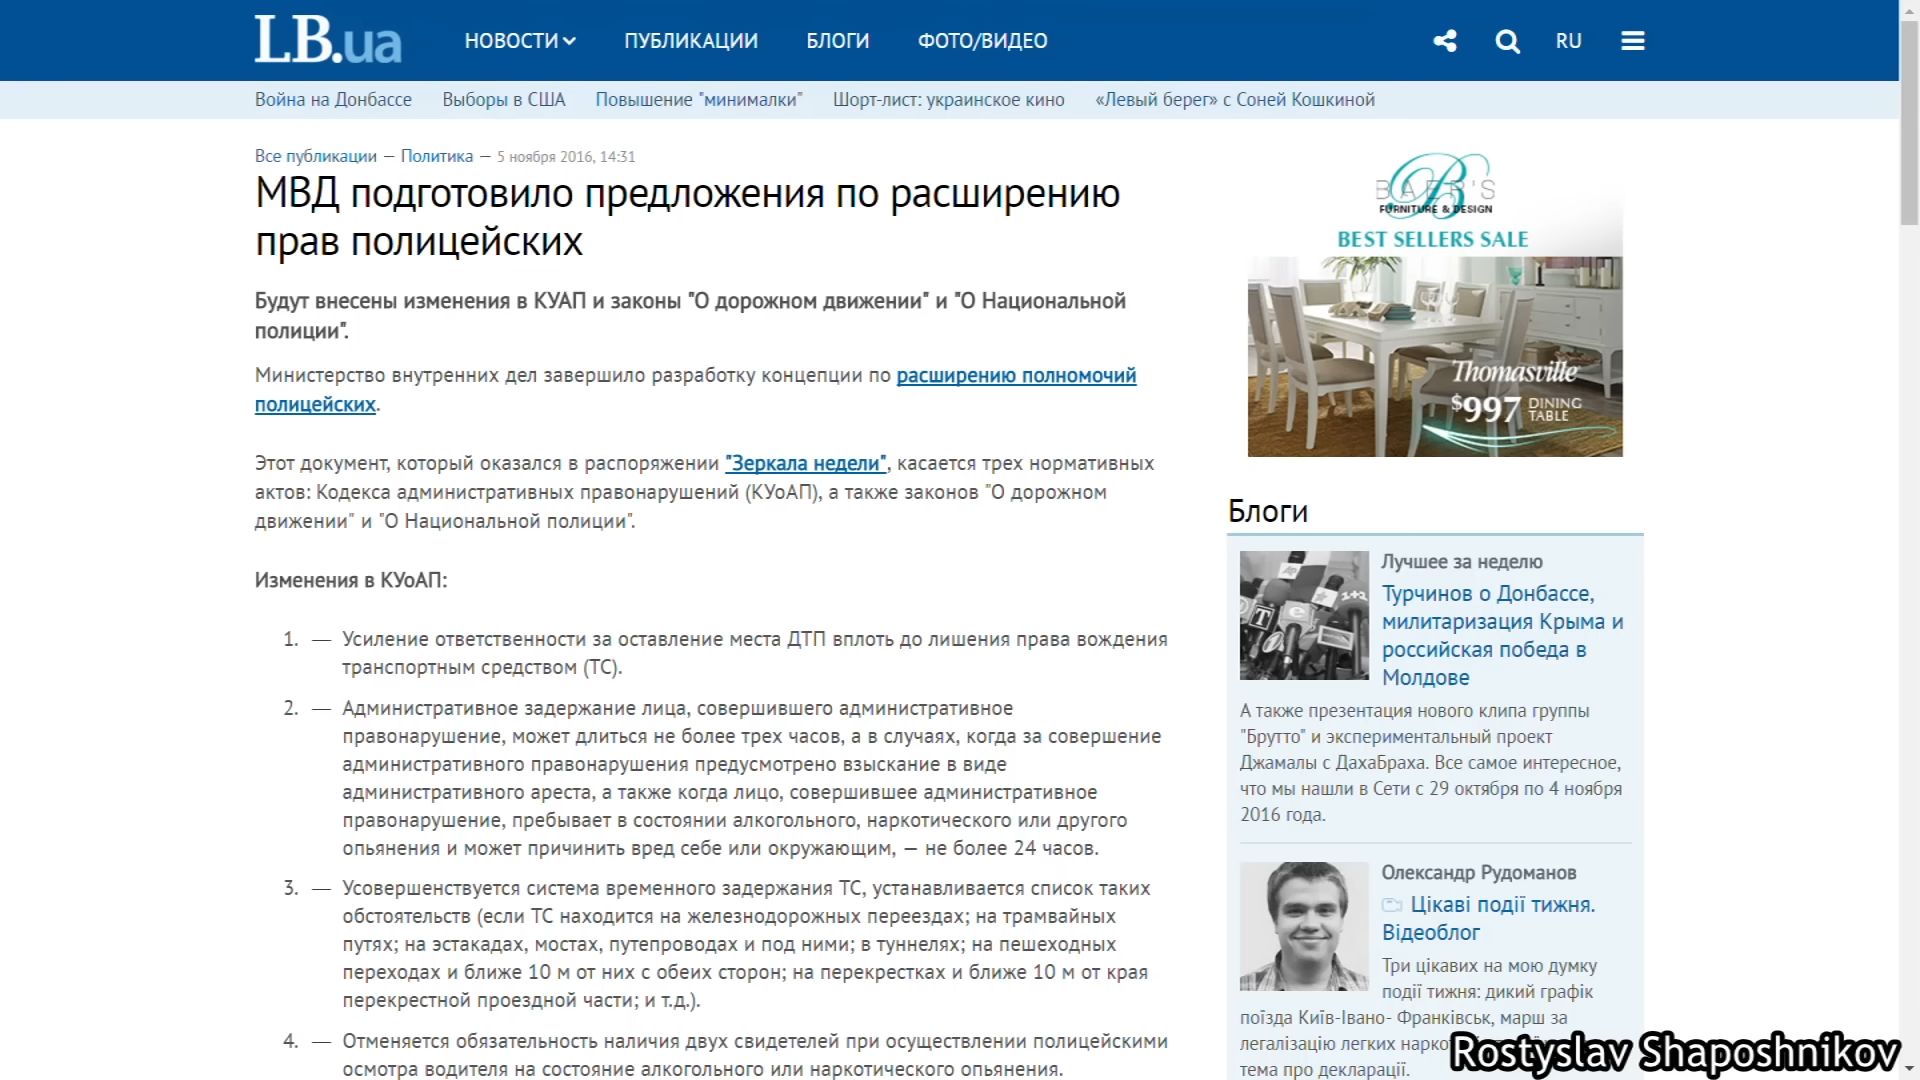 LB.ua
НОВОСТИ
ПУБЛИКАЦИИ
БЛОГИ
ФОТО/ВИДЕО
RU
Война на Донбассе
Выборы в США
Повышение "минималки"
Шорт-лист: украинское кино
«Левый берег» с Соней Кошкиной
Все публикации — Политика — 5 ноября 2016, 14:31
МВД подготовило предложения по расширению
прав полицейских
Будут внесены изменения в КУАП и законы "О дорожном движении" и "О Национальной
полиции".
Министерство внутренних дел завершило разработку концепции по расширению полномочий
полицейских.
Этот документ, который оказался в распоряжении "Зеркала недели", касается трех нормативных
актов: Кодекса административных правонарушений (КУоАП), а также законов "О дорожном
движении" и "О Национальной полиции".
Изменения в КУоАП:
1. — Усиление ответственности за оставление места ДТП вплоть до лишения права вождения
транспортным средством (ТС).
2. — Административное задержание лица, совершившего административное
правонарушение, может длиться не более трех часов, а в случаях, когда за совершение
административного правонарушения предусмотрено взыскание в виде
административного ареста, а также когда лицо, совершившее административное
правонарушение, пребывает в состоянии алкогольного, наркотического или другого
опьянения и может причинить вред себе или окружающим, — не более 24 часов.
3. — Усовершенствуется система временного задержания ТС, устанавливается список таких
обстоятельств (если ТС находится на железнодорожных переездах; на трамвайных
путях; на эстакадах, мостах, путепроводах и под ними; в туннелях; на пешеходных
переходах и ближе 10 м от них с обеих сторон; на перекрестках и ближе 10 м от края
перекрестной проездной части; и т.д.).
4. — Отменяется обязательность наличия двух свидетелей при осуществлении полицейскими
осмотра водителя на состояние алкогольного или наркотического опьянения.
B
BAER'S
FURNITURE & DESIGN
BEST SELLERS SALE
Thomasville
$997 DINING
TABLE
Блоги
Лучшее за неделю
Турчинов о Донбассе,
милитаризация Крыма и
российская победа в
Молдове
А также презентация нового клипа группы
"Брутто" и экспериментальный проект
Джамалы с ДахаБраха. Все самое интересное,
что мы нашли в Сети с 29 октября по 4 ноября
2016 года.
Олександр Рудоманов
Цікаві події тижня.
Відеоблог
Три цікавих на мою думку
події тижня: дикий графік
поїзда Київ-Івано- Франківськ, марш за
легалізацію легких
тема про декларації.
Rostyslav Shaposhnikov